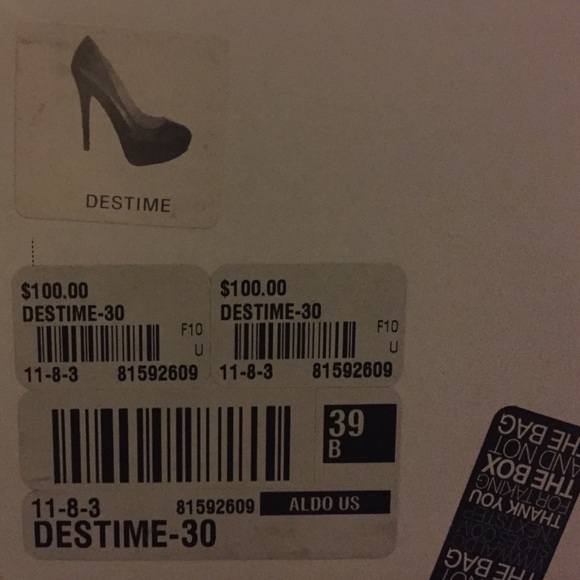 DESTIME
$100.00
DESTIME-30
F10
U
11-8-3 81592609
$100.00
DESTIME-30
F10
U
11-8-3 81592609
39
B
11-8-3 81592609 ALDO US
DESTIME-30
THE BAG
AND NOT
THE BOX
FOR TAKING
THANK YOU
THE BAG